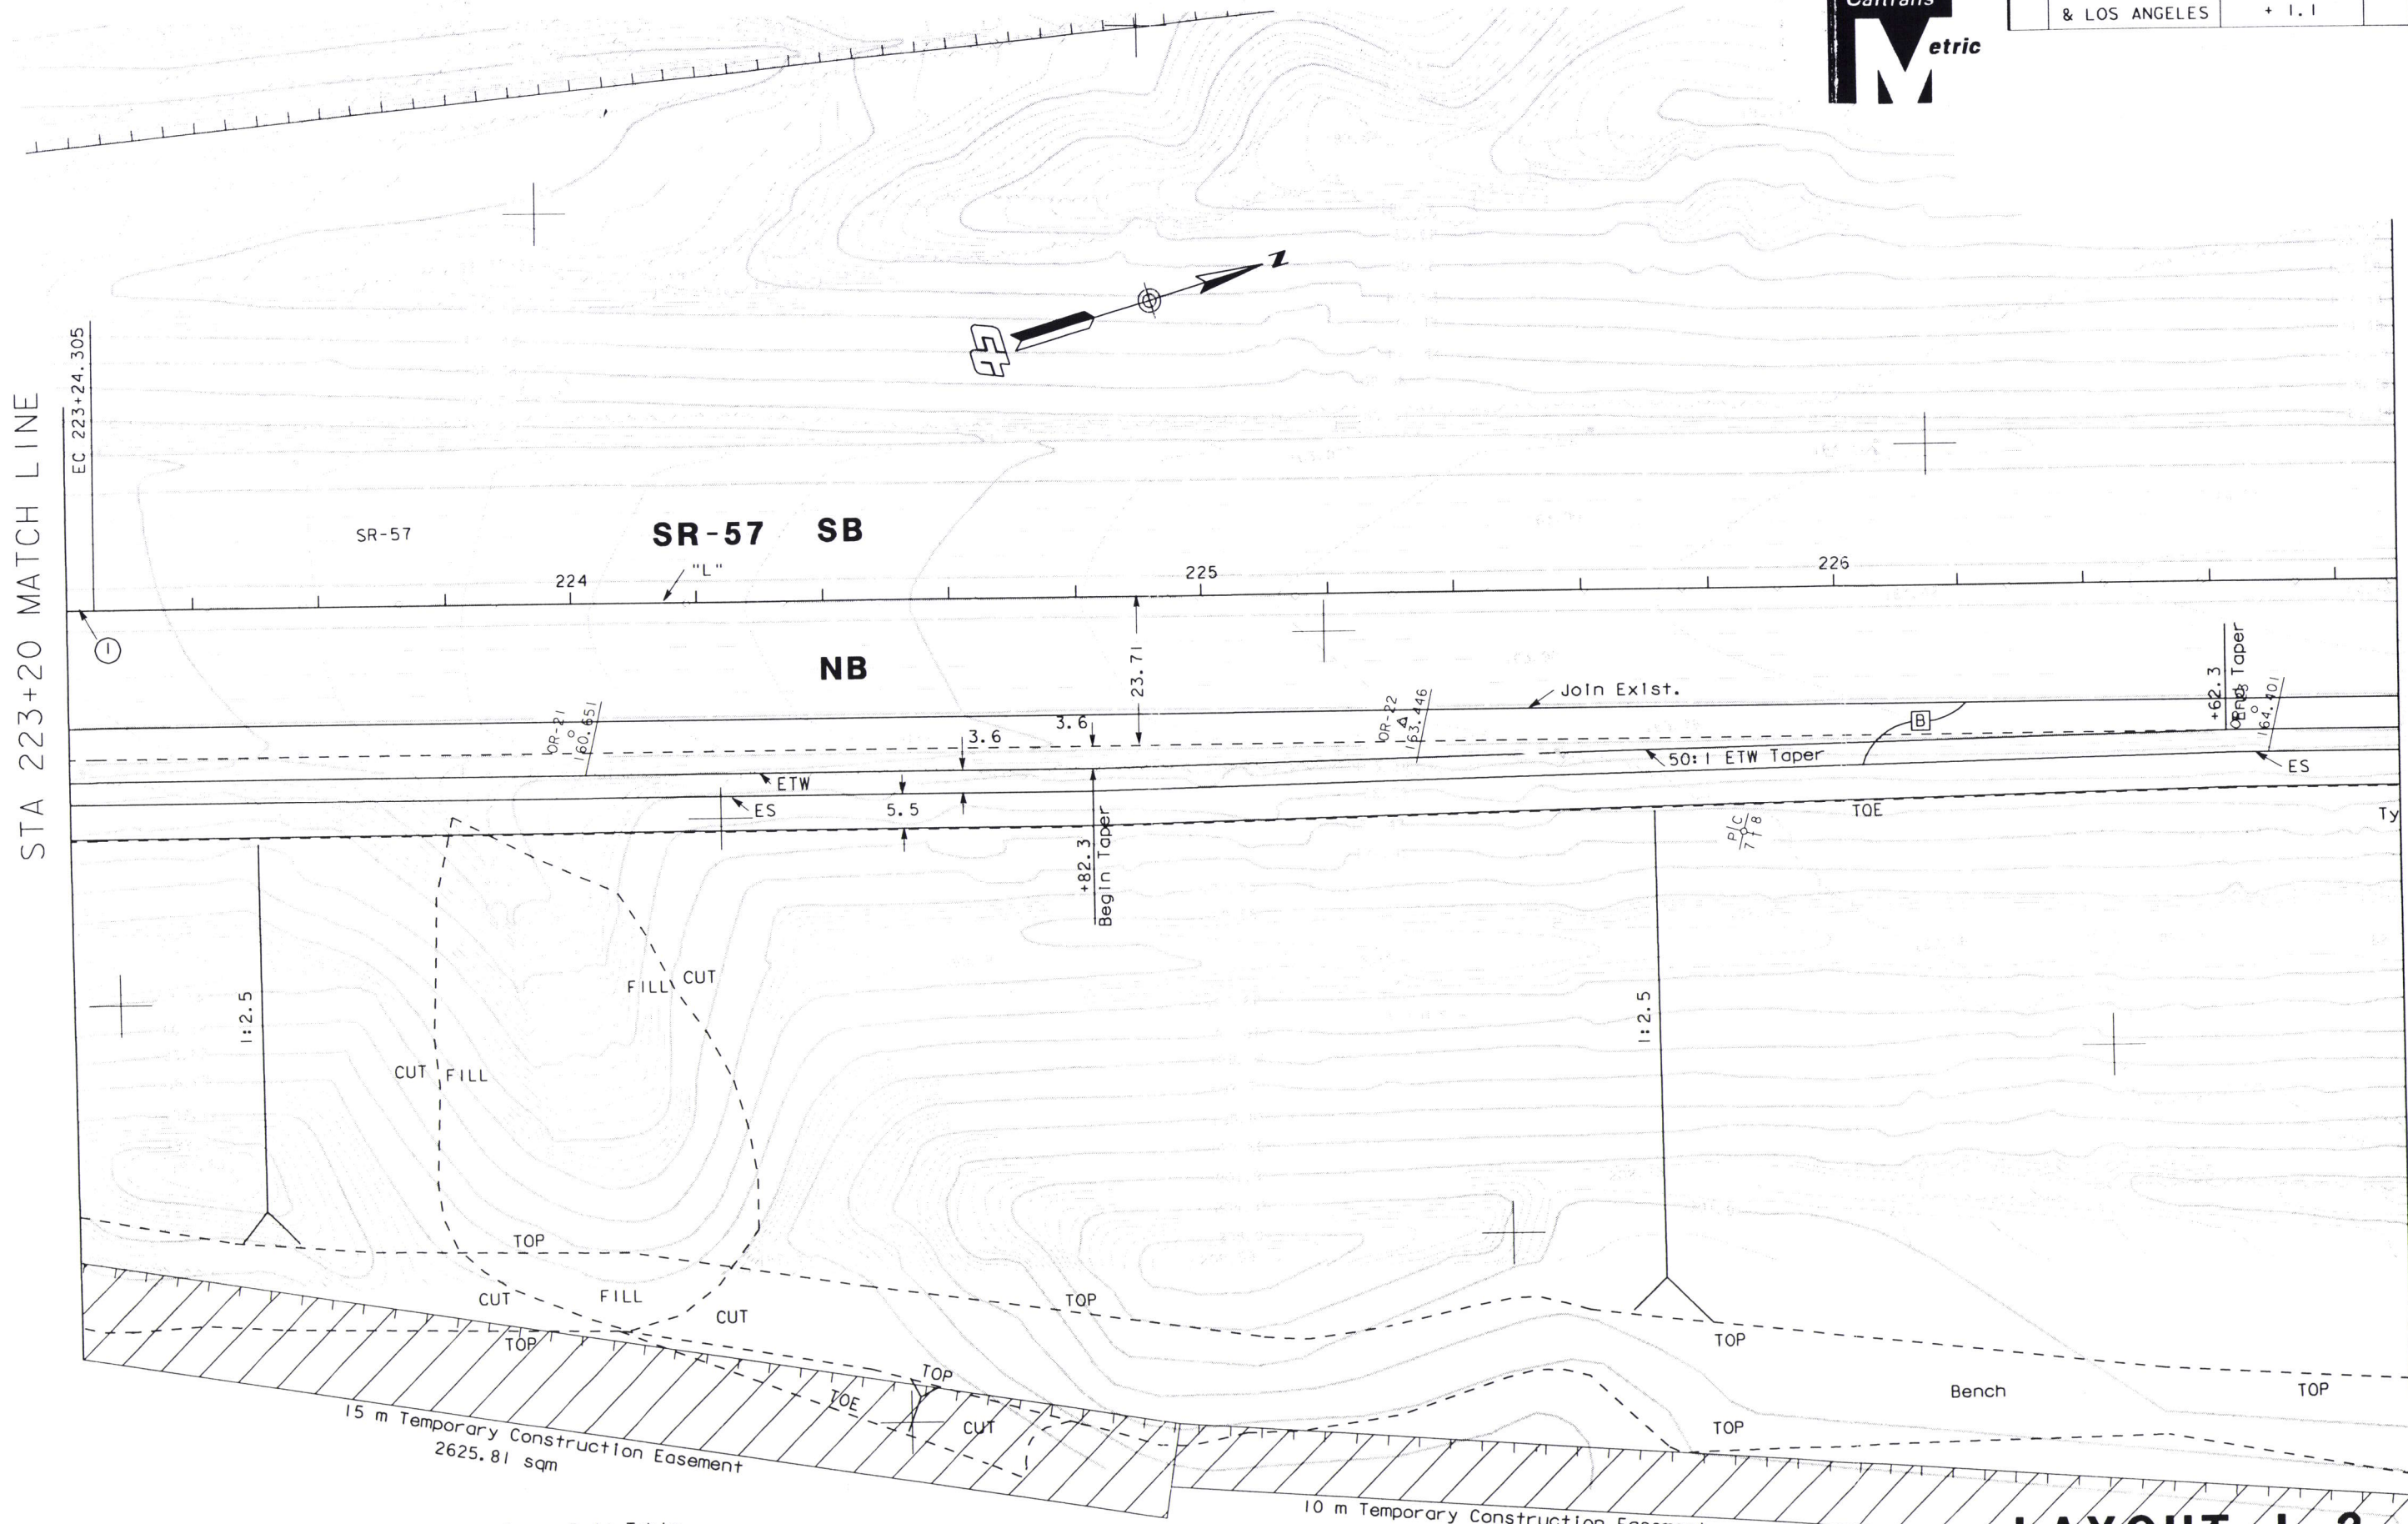 Caltrans
Metric
& LOS ANGELES + 1.1
N
STA 223+20 MATCH LINE
EC 223+24.305
SR-57
SR-57 SB
224
"L"
225
226
1
NB
23.71
Join Exist.
OR-21
160.651
3.6
3.6
OR-22
163.446
B
+62.3
164.401
ETW
50:1 ETW Taper
ES
ES
5.5
+82.3
Begin Taper
P/C
7 18
TOE
Ty
1:2.5
1:2.5
FILL CUT
CUT FILL
TOP
CUT FILL
CUT
TOP
TOP
TOP
TOP
TOE
CUT
TOP
Bench
TOP
15 m Temporary Construction Easement
2625.81 sqm
10 m Temporary Construction